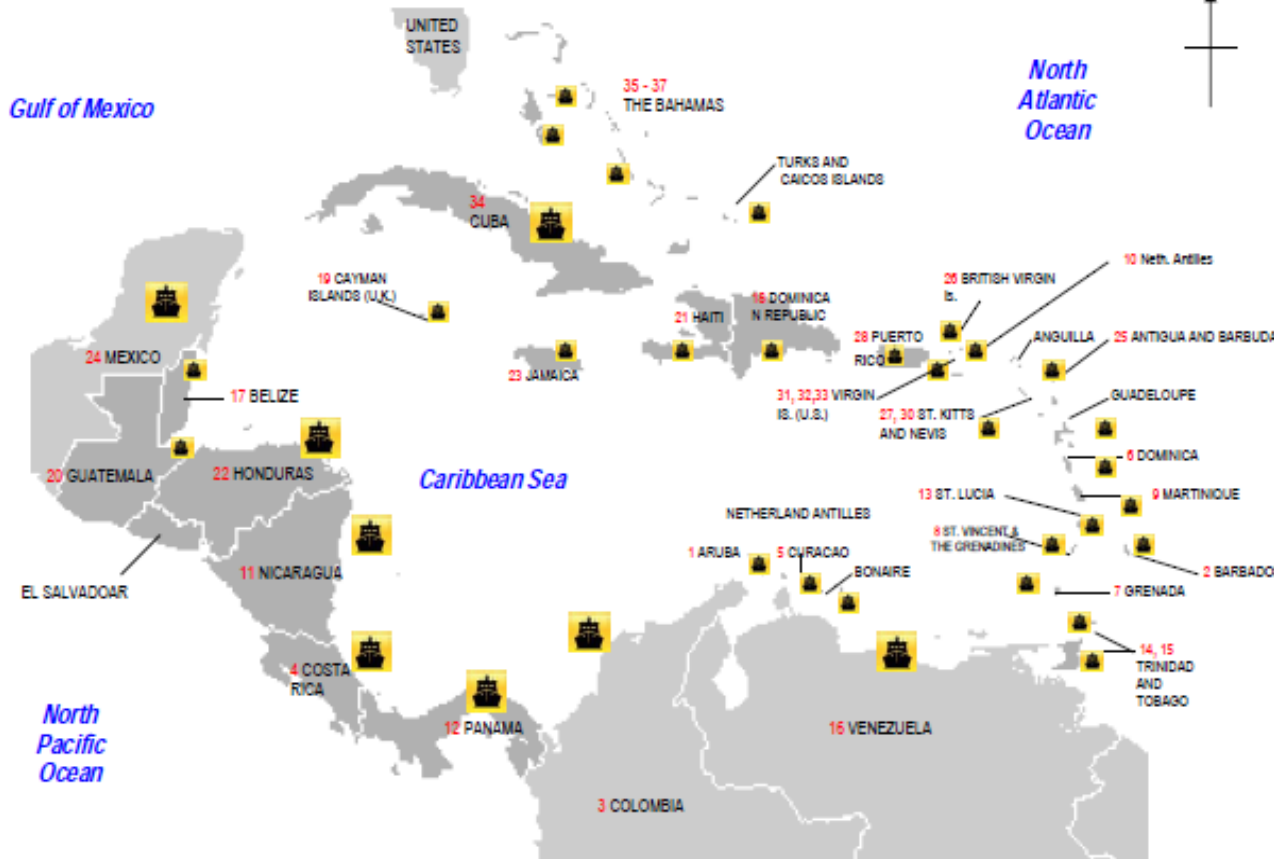 UNITED
STATES
35 - 37
THE BAHAMAS
North
Atlantic
Ocean
Gulf of Mexico
TURKS AND
CAICOS ISLANDS
34
CUBA
10 Neth. Antilles
26 BRITISH VIRGIN
Is.
19 CAYMAN
ISLANDS (U.K.)
18 DOMINICA
N REPUBLIC
21 HAITI
28 PUERTO
RICO
ANGUILLA
25 ANTIGUA AND BARBUDA
24 MEXICO
23 JAMAICA
17 BELIZE
31, 32,33 VIRGIN
IS. (U.S.)
27, 30 ST. KITTS
AND NEVIS
GUADELOUPE
6 DOMINICA
20 GUATEMALA
22 HONDURAS
Caribbean Sea
13 ST. LUCIA
9 MARTINIQUE
NETHERLAND ANTILLES
8 ST. VINCENT &
THE GRENADINES
1 ARUBA
5 CURACAO
BONAIRE
2 BARBADO
11 NICARAGUA
EL SALVADOAR
7 GRENADA
14, 15
TRINIDAD
AND
TOBAGO
4 COSTA
RICA
North
Pacific
Ocean
12 PANAMA
16 VENEZUELA
3 COLOMBIA